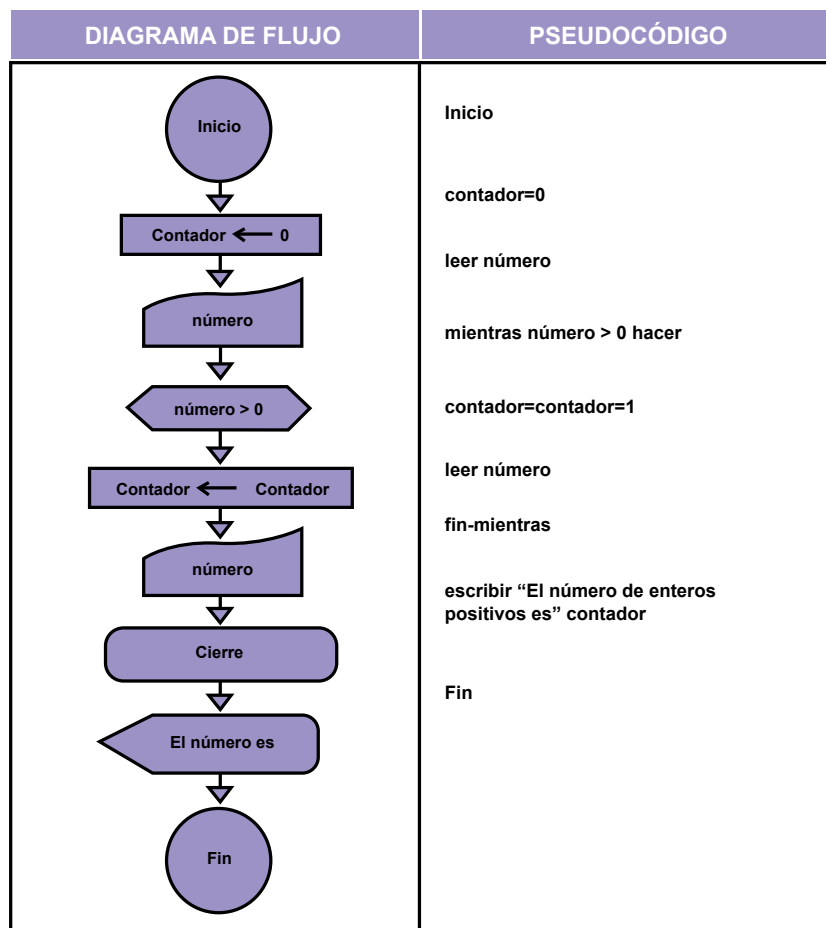 DIAGRAMA DE FLUJO
PSEUDOCÓDIGO
Inicio
Contador ← 0
número
número > 0
Contador ← Contador
número
Cierre
El número es
Fin
Inicio
contador=0
leer número
mientras número > 0 hacer
contador=contador=1
leer número
fin-mientras
escribir “El número de enteros
positivos es” contador
Fin